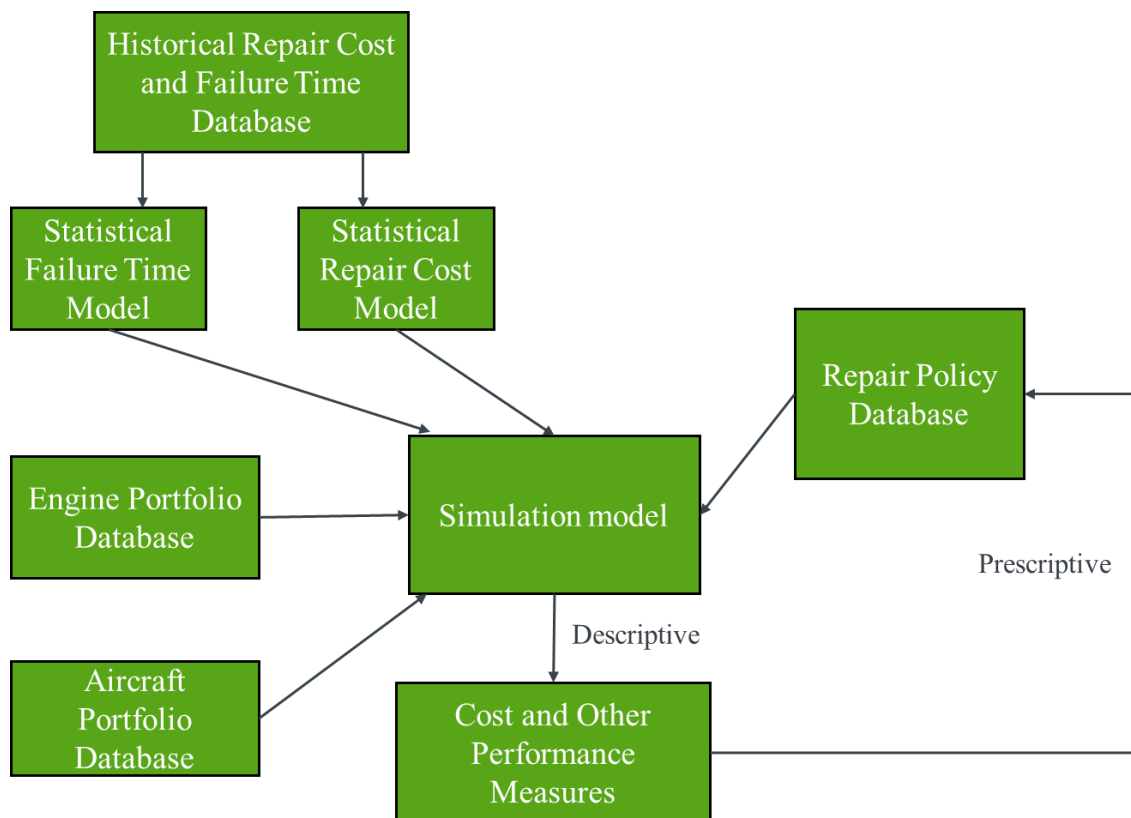 Historical Repair Cost
and Failure Time
Database
Statistical
Failure Time
Model
Statistical
Repair Cost
Model
Repair Policy
Database
Engine Portfolio
Database
Simulation model
Prescriptive
Descriptive
Aircraft
Portfolio
Database
Cost and Other
Performance
Measures